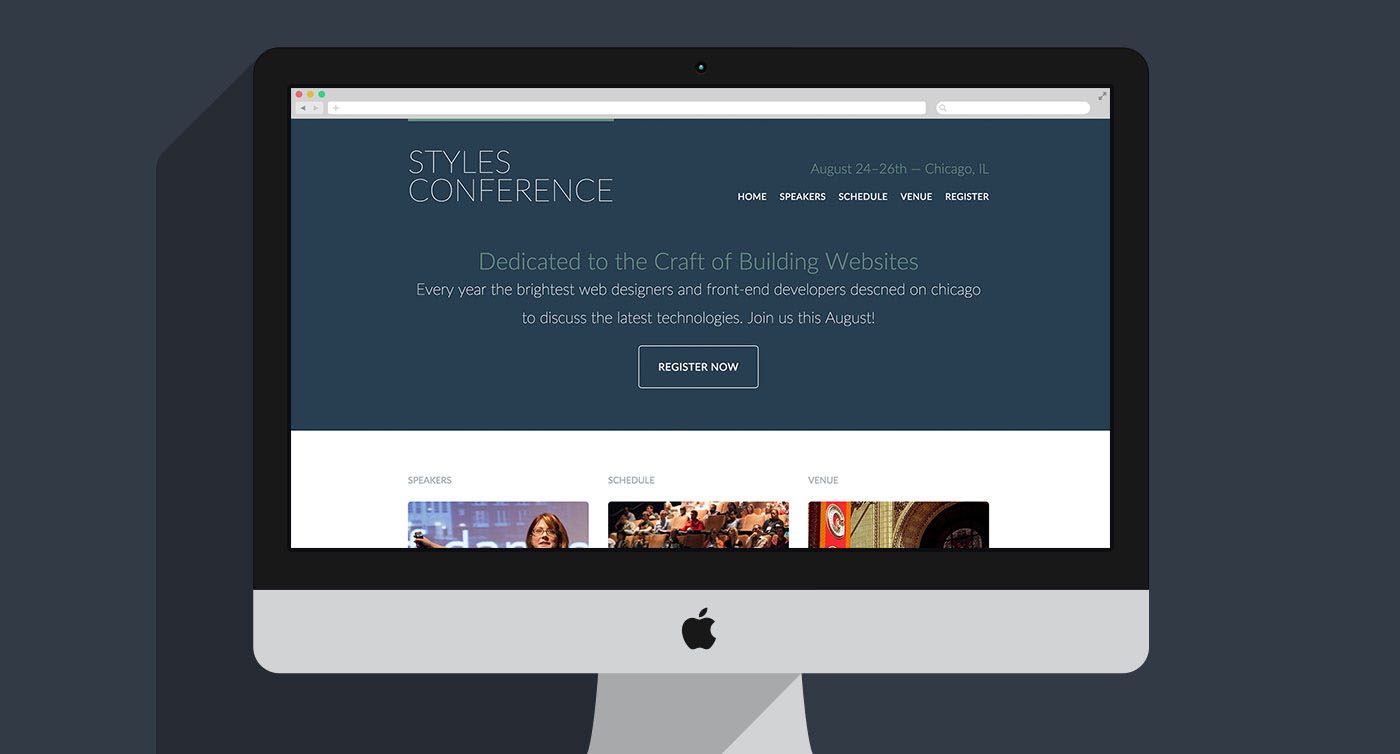 STYLES
CONFERENCE
August 24–26th — Chicago, IL
HOME SPEAKERS SCHEDULE VENUE REGISTER
Dedicated to the Craft of Building Websites
Every year the brightest web designers and front-end developers descned on chicago
to discuss the latest technologies. Join us this August!
REGISTER NOW
SPEAKERS SCHEDULE VENUE